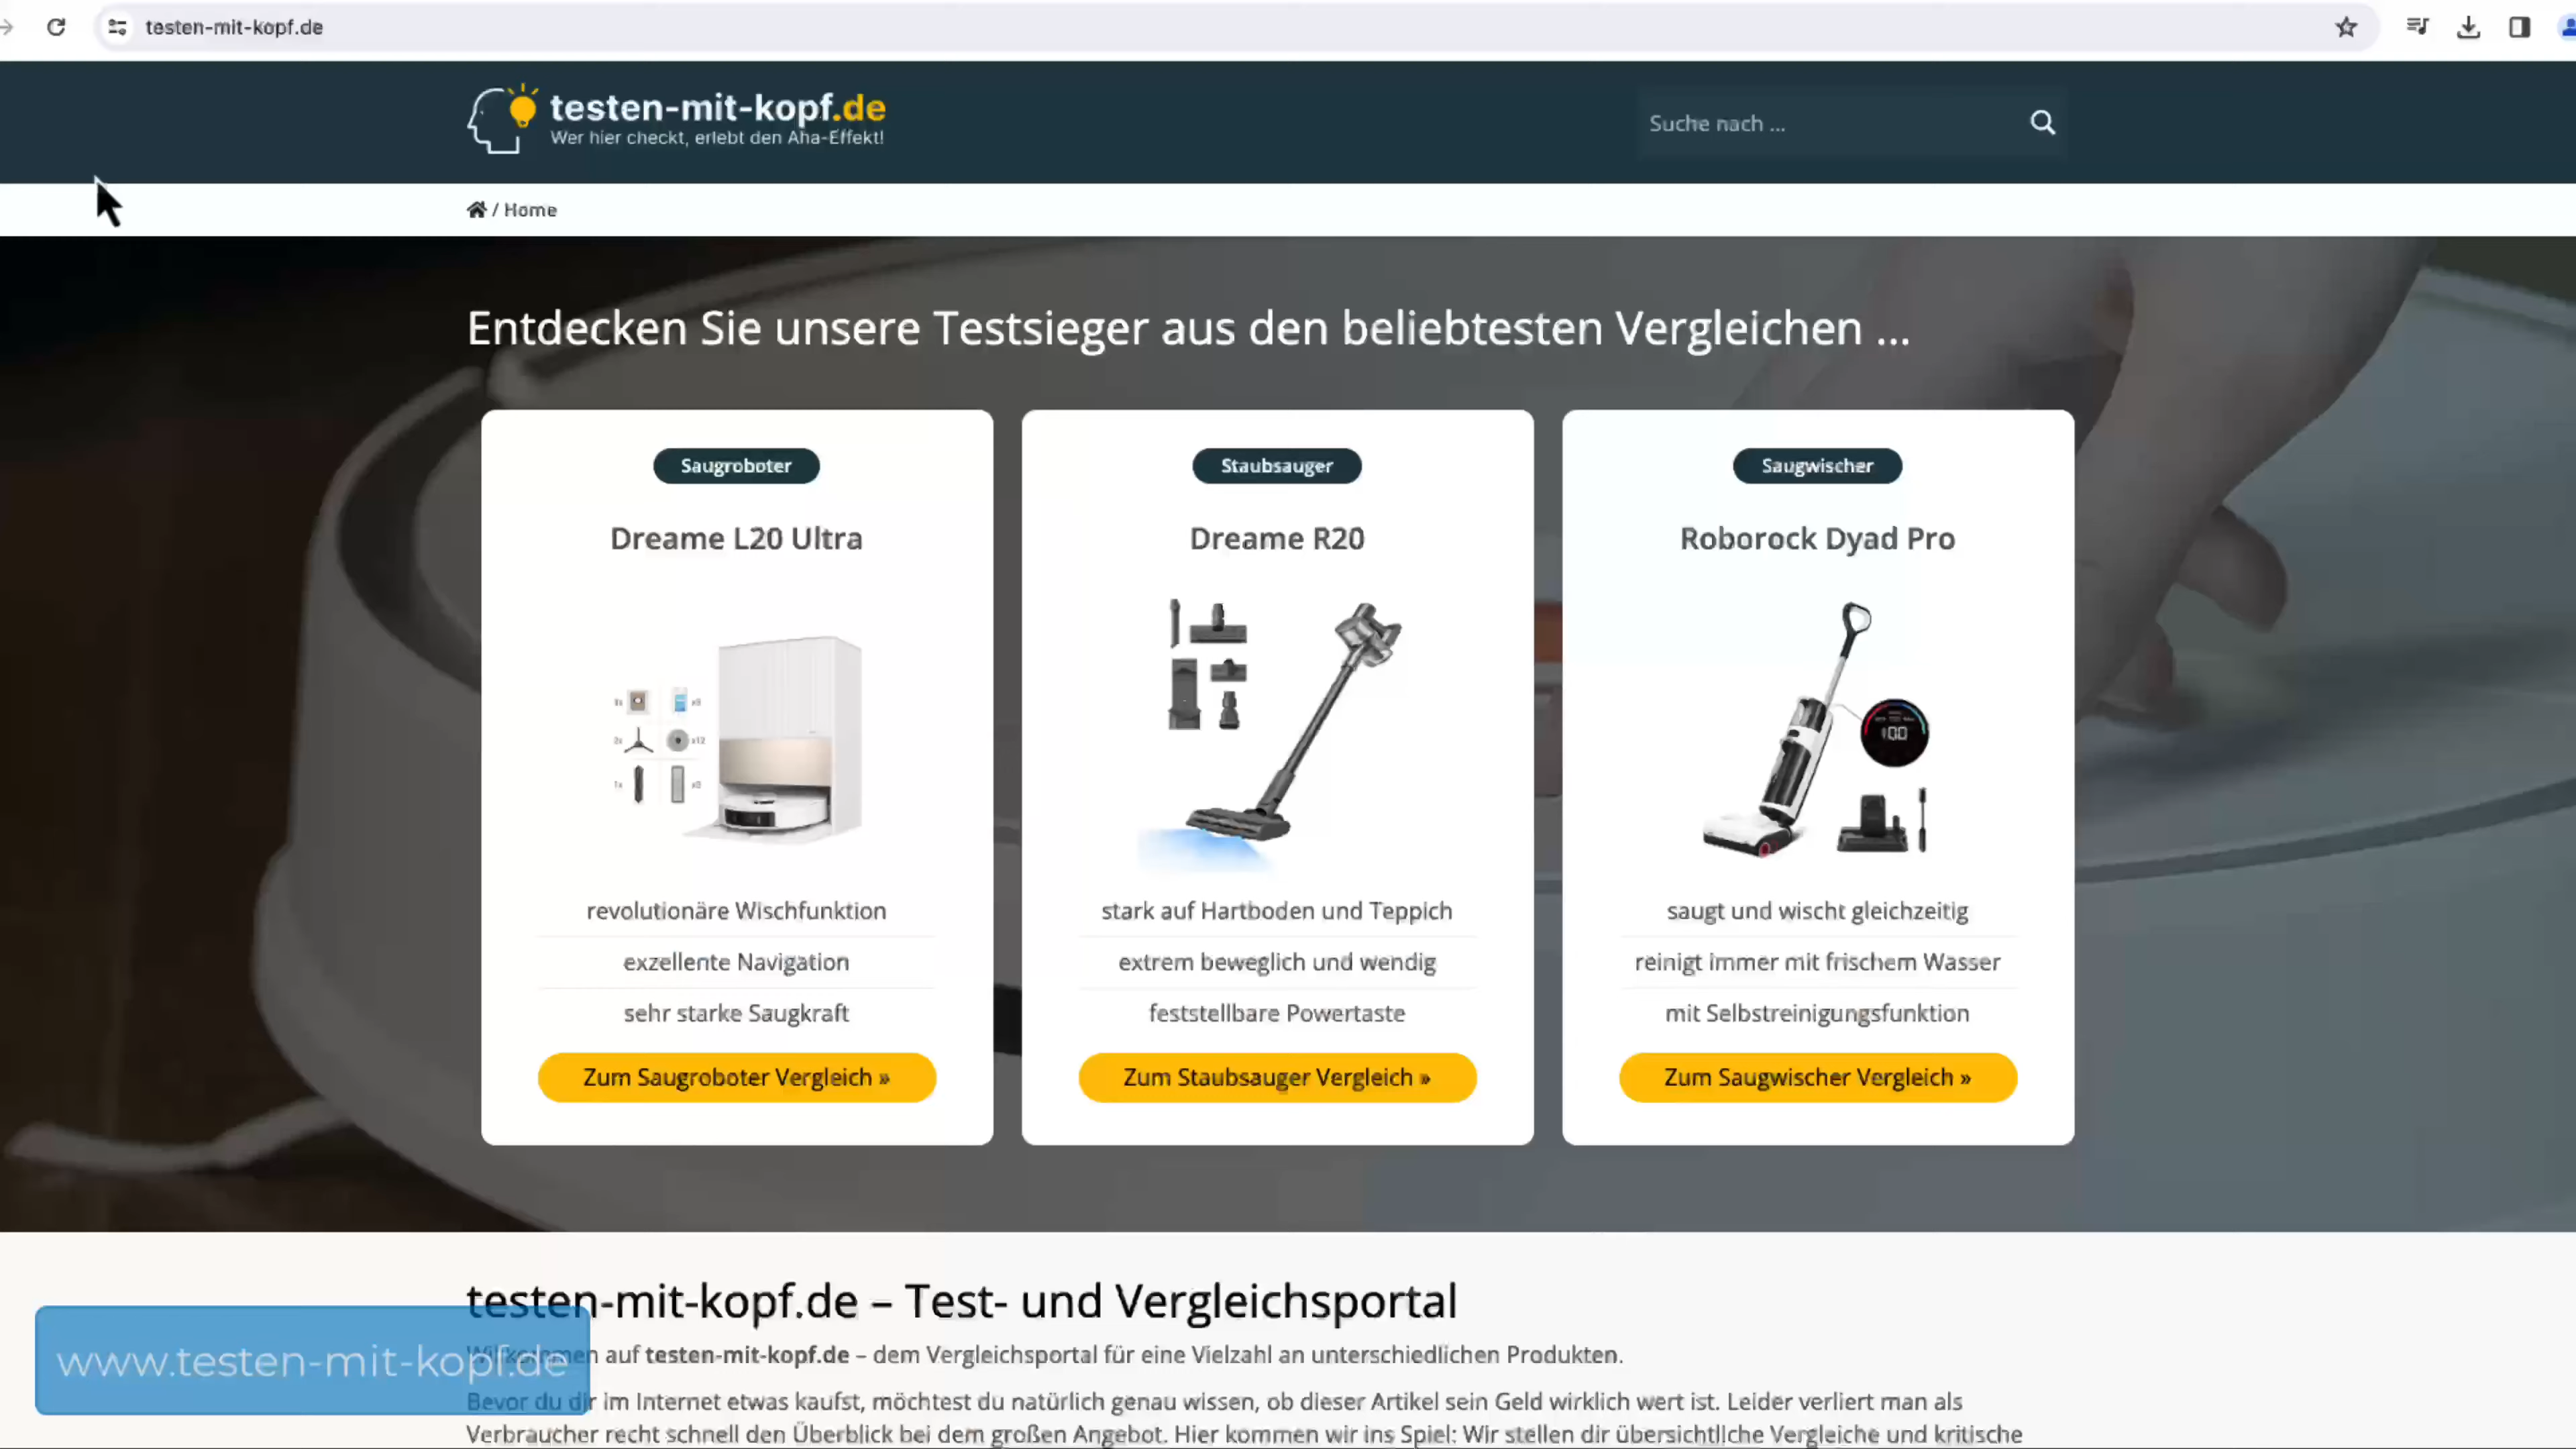 testen-mit-kopf.de
testen-mit-kopf.de
Wer hier checkt, erlebt den Aha-Effekt!
Suche nach ...
/ Home
Entdecken Sie unsere Testsieger aus den beliebtesten Vergleichen ...
Saugroboter
Dreame L20 Ultra
revolutionäre Wischfunktion
exzellente Navigation
sehr starke Saugkraft
Zum Saugroboter Vergleich »
Staubsauger
Dreame R20
stark auf Hartboden und Teppich
extrem beweglich und wendig
feststellbare Powertaste
Zum Staubsauger Vergleich »
Saugwischer
Roborock Dyad Pro
saugt und wischt gleichzeitig
reinigt immer mit frischem Wasser
mit Selbstreinigungsfunktion
Zum Saugwischer Vergleich »
testen-mit-kopf.de – Test- und Vergleichsportal
Willkommen auf testen-mit-kopf.de – dem Vergleichsportal für eine Vielzahl an unterschiedlichen Produkten.
Bevor du dir im Internet etwas kaufst, möchtest du natürlich genau wissen, ob dieser Artikel sein Geld wirklich wert ist. Leider verliert man als
Verbraucher recht schnell den Überblick bei dem großen Angebot. Hier kommen wir ins Spiel: Wir stellen dir übersichtliche Vergleiche und kritische
www.testen-mit-kopf.de